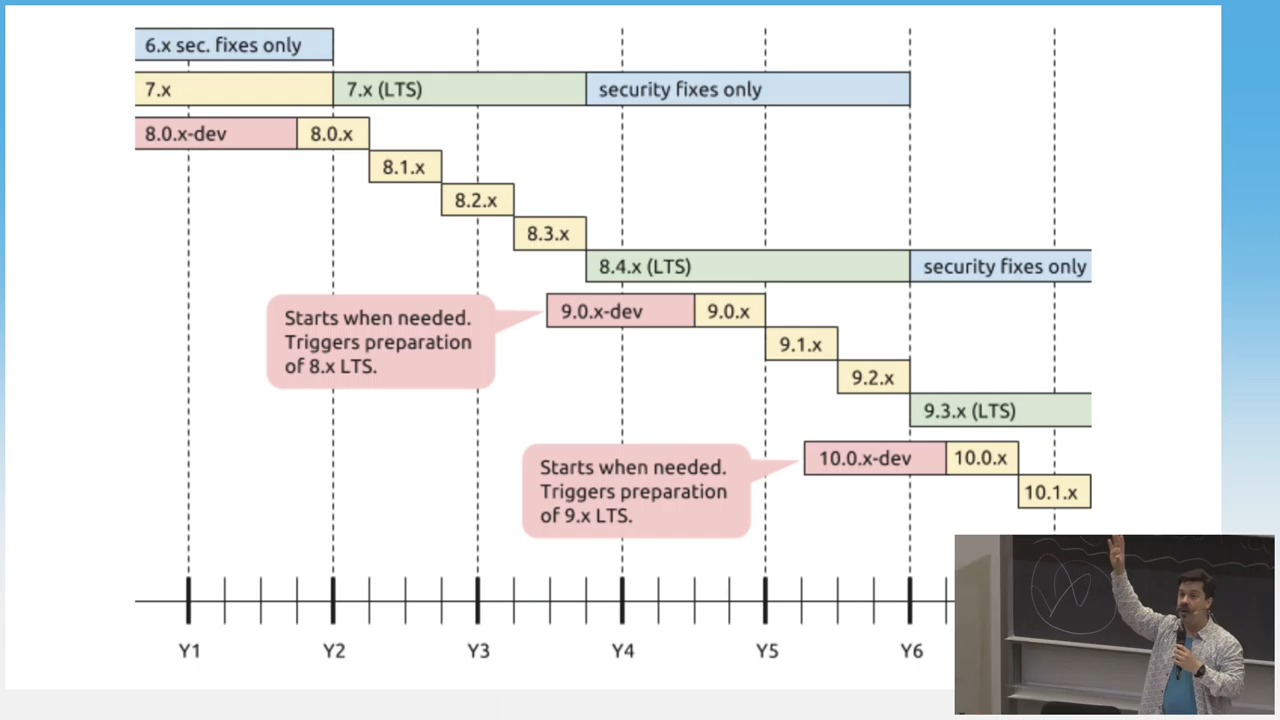 6.x sec. fixes only
7.x
7.x (LTS)
security fixes only
8.0.x-dev
8.0.x
8.1.x
8.2.x
8.3.x
8.4.x (LTS)
security fixes only
Starts when needed.
Triggers preparation
of 8.x LTS.
9.0.x-dev
9.0.x
9.1.x
9.2.x
9.3.x (LTS)
Starts when needed.
Triggers preparation
of 9.x LTS.
10.0.x-dev
10.0.x
10.1.x
Y1
Y2
Y3
Y4
Y5
Y6